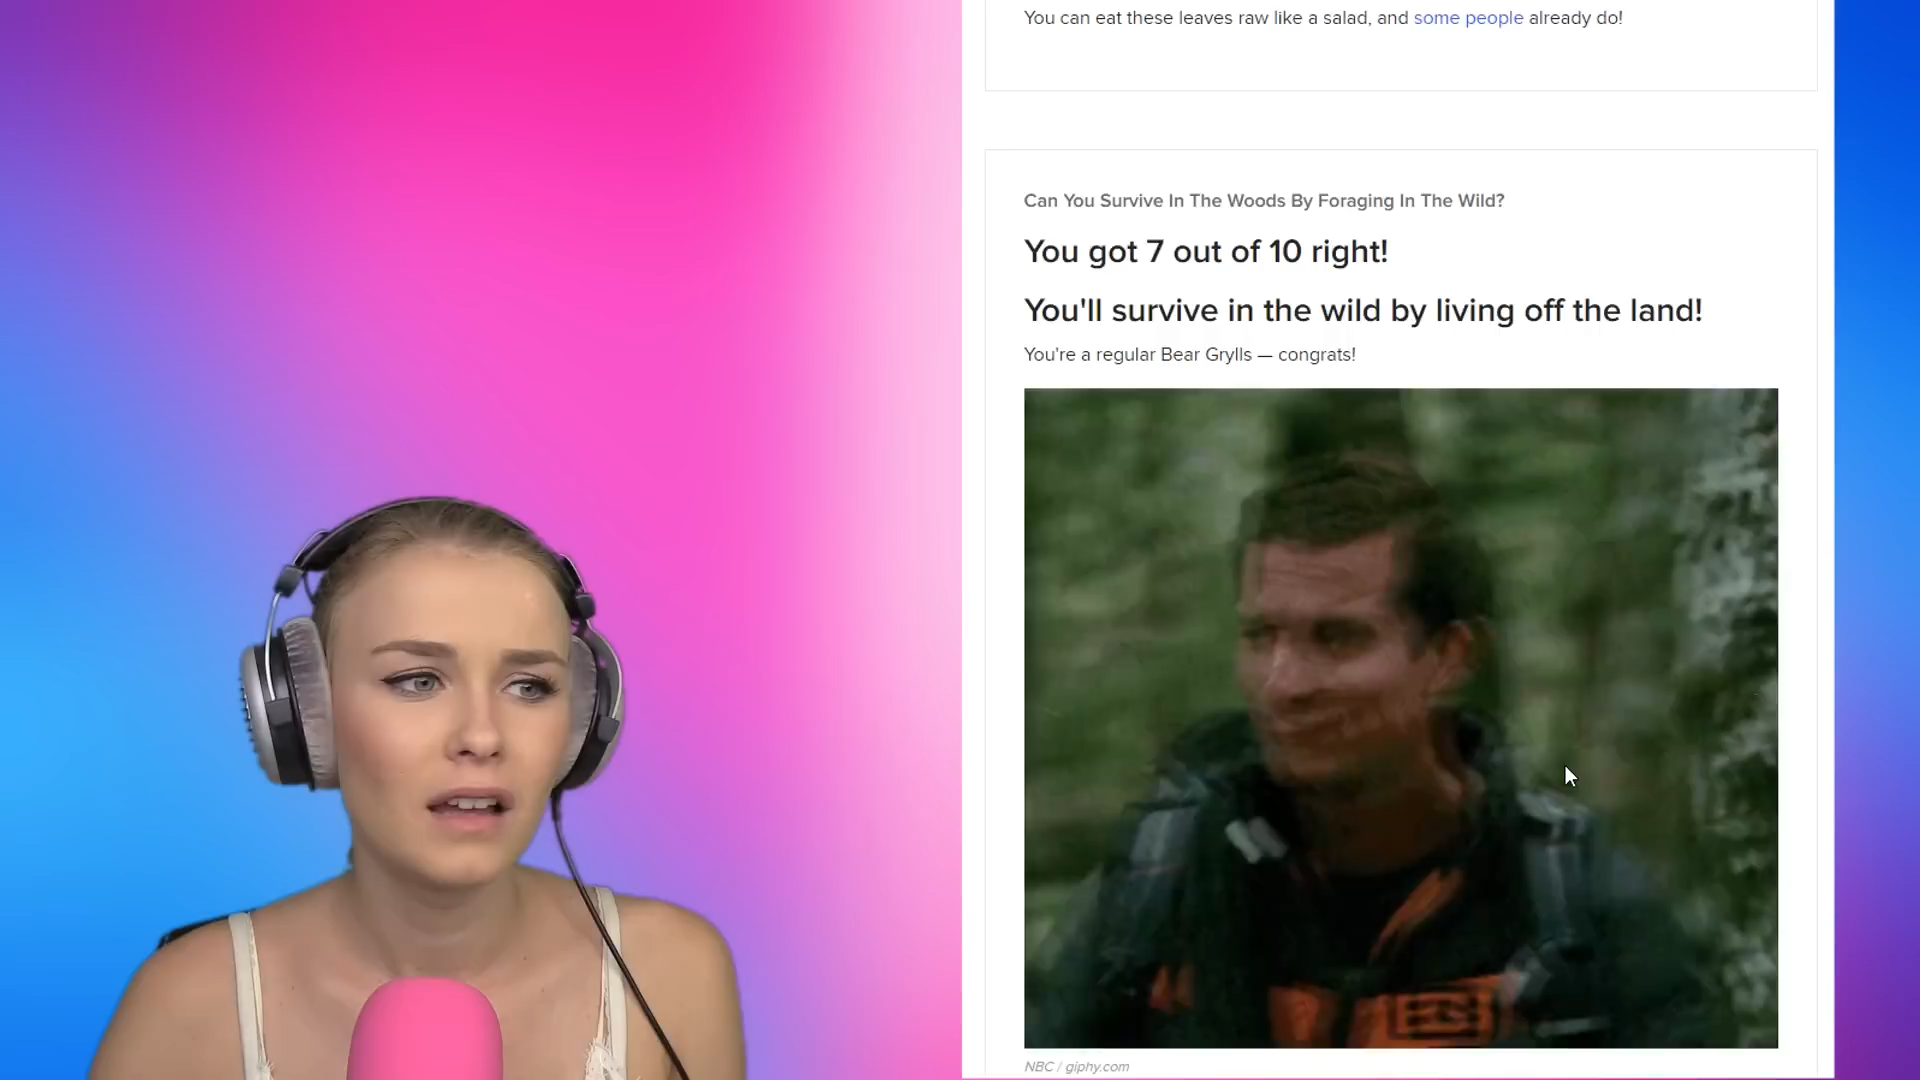 You can eat these leaves raw like a salad, and some people already do!
Can You Survive In The Woods By Foraging In The Wild?
You got 7 out of 10 right!
You'll survive in the wild by living off the land!
You're a regular Bear Grylls — congrats!
NBC / giphy.com